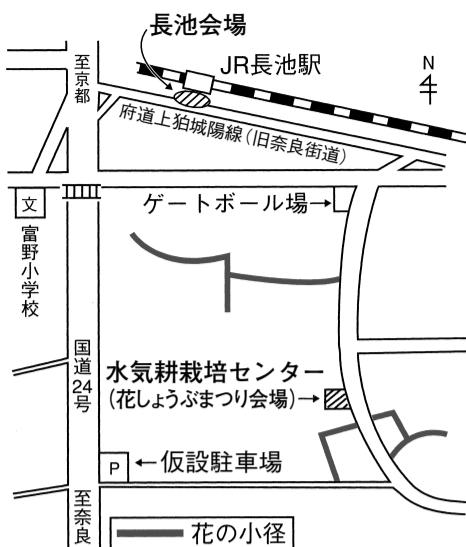 長池会場
JR長池駅
N
至京都
府道上狛城陽線(旧奈良街道)
文
富野小学校
ゲートボール場→
国道24号
水気耕栽培センター
(花しょうぶまつり会場)→
P
←仮設駐車場
至奈良
花の小径